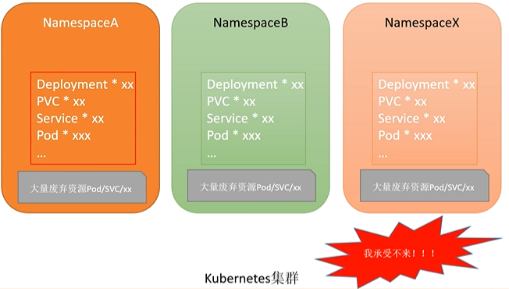 NamespaceA
Deployment * xx
PVC * xx
Service * xx
Pod * xxx
...
大量废弃资源Pod/SVC/xx
NamespaceB
Deployment * xx
PVC * xx
Service * xx
Pod * xxx
...
大量废弃资源Pod/SVC/xx
NamespaceX
Deployment * xx
PVC * xx
Service * xx
Pod * xxx
...
大量废弃资源Pod/SVC/xx
我承受不来！！！
Kubernetes集群